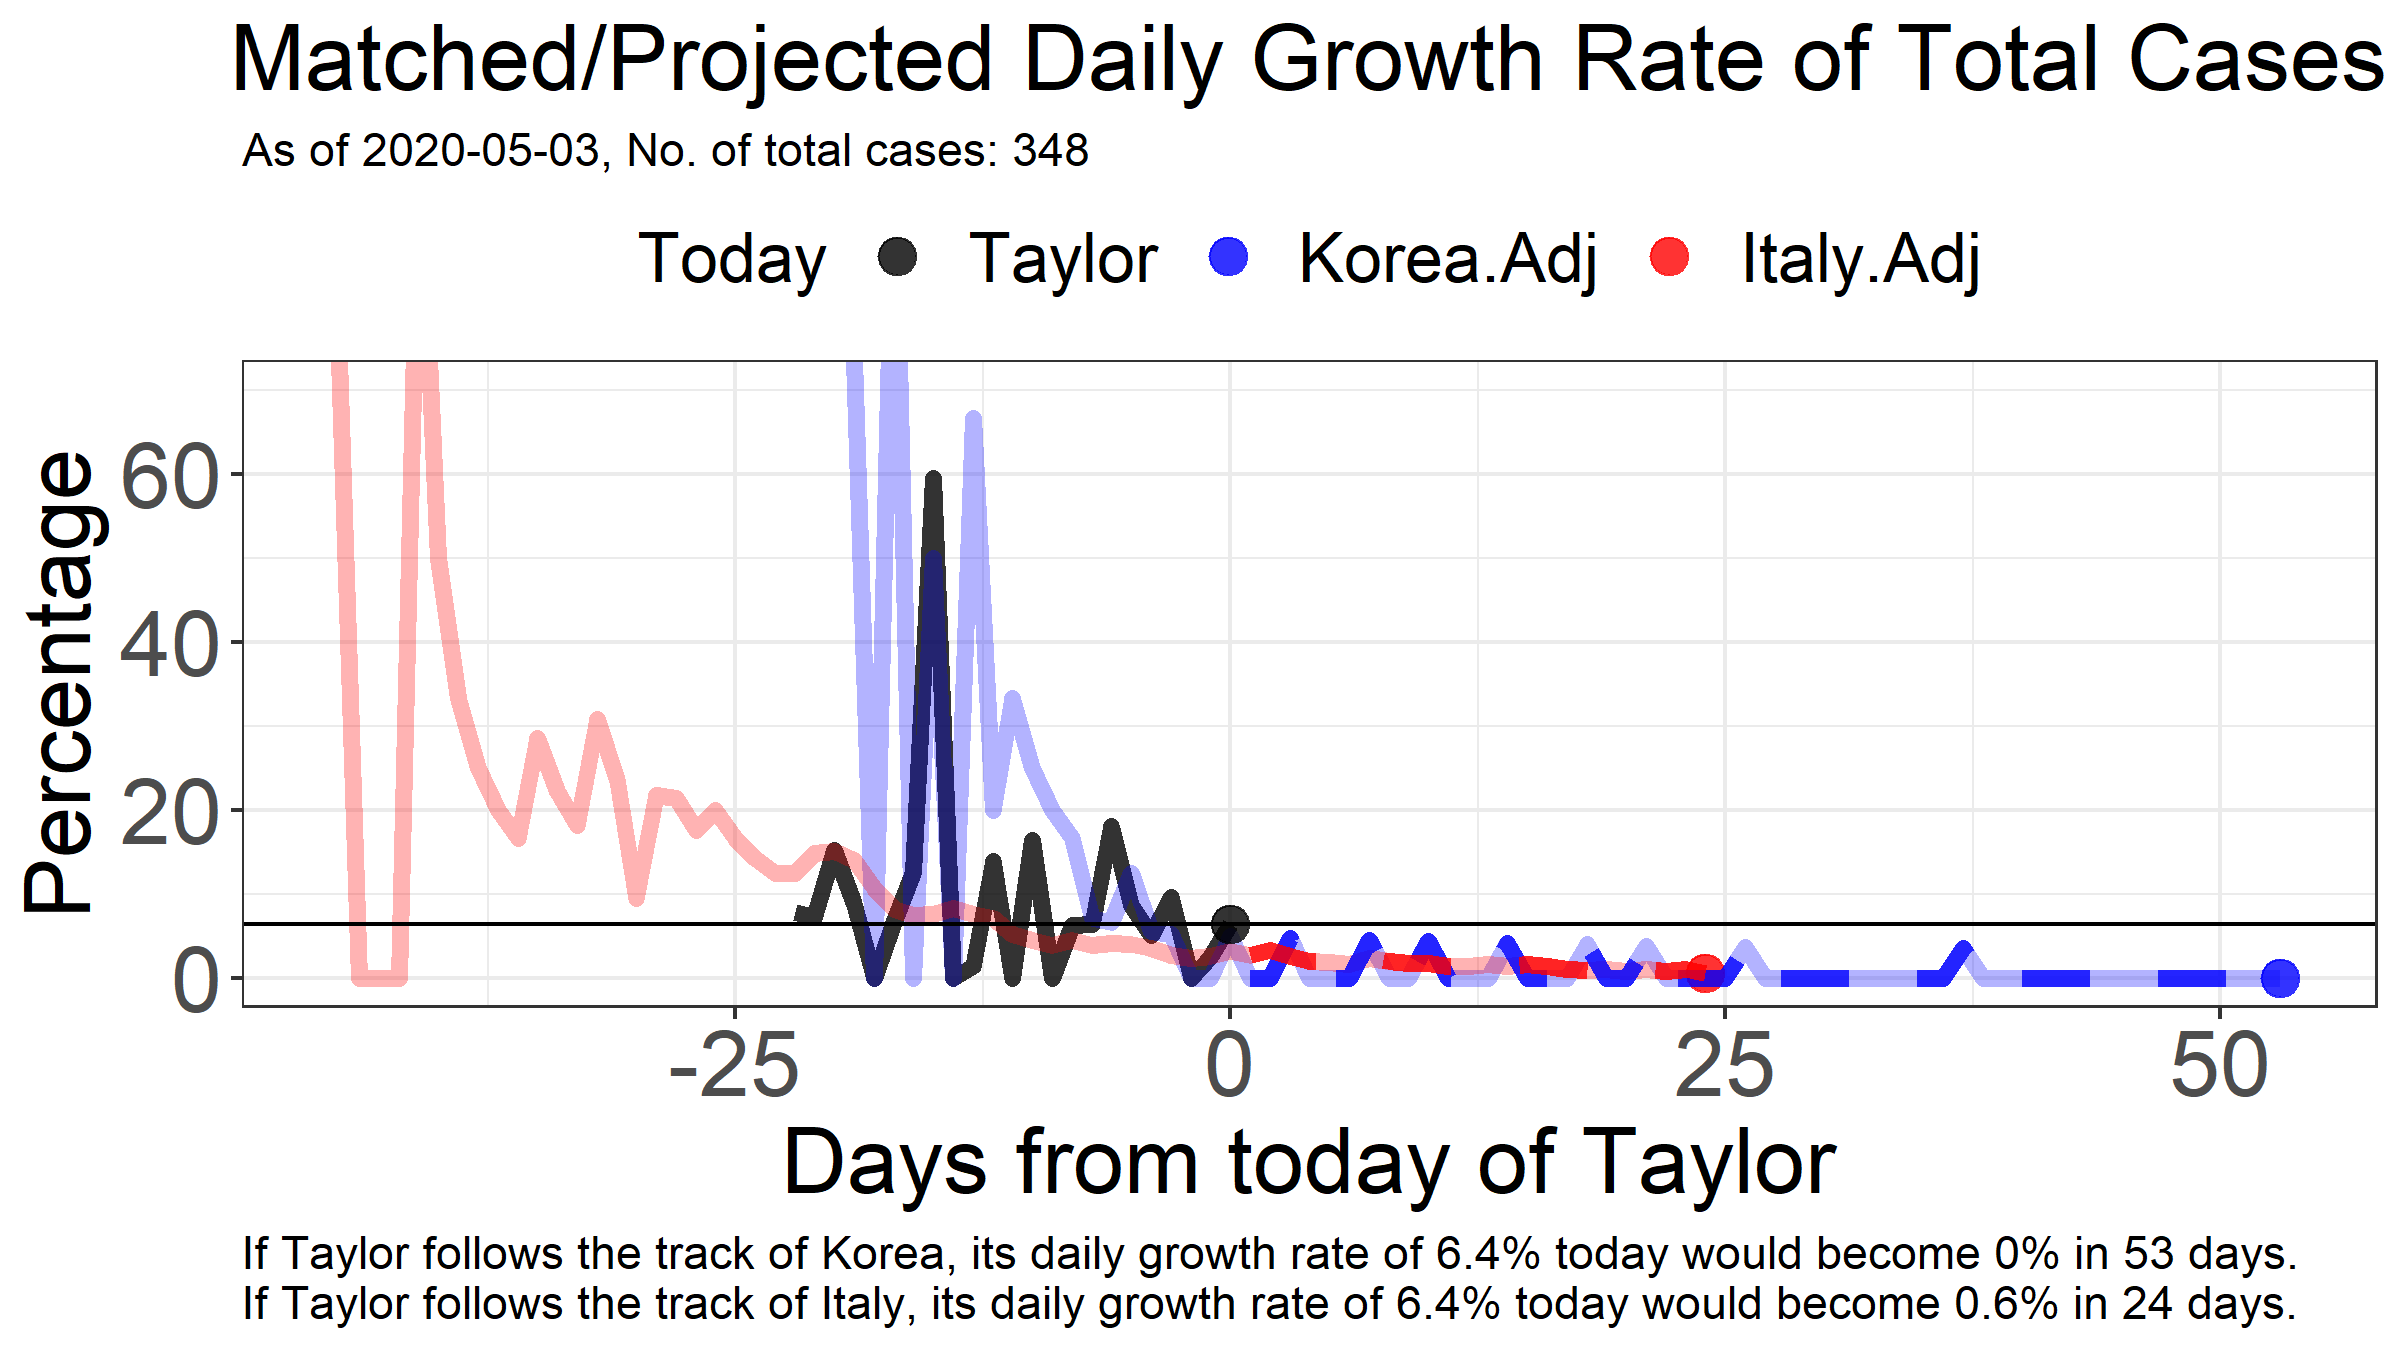 Matched/Projected Daily Growth Rate of Total Cases
As of 2020-05-03, No. of total cases: 348
Today Taylor Korea.Adj Italy.Adj
Percentage
60
40
20
0
-25 0 25 50
Days from today of Taylor
If Taylor follows the track of Korea, its daily growth rate of 6.4% today would become 0% in 53 days.
If Taylor follows the track of Italy, its daily growth rate of 6.4% today would become 0.6% in 24 days.